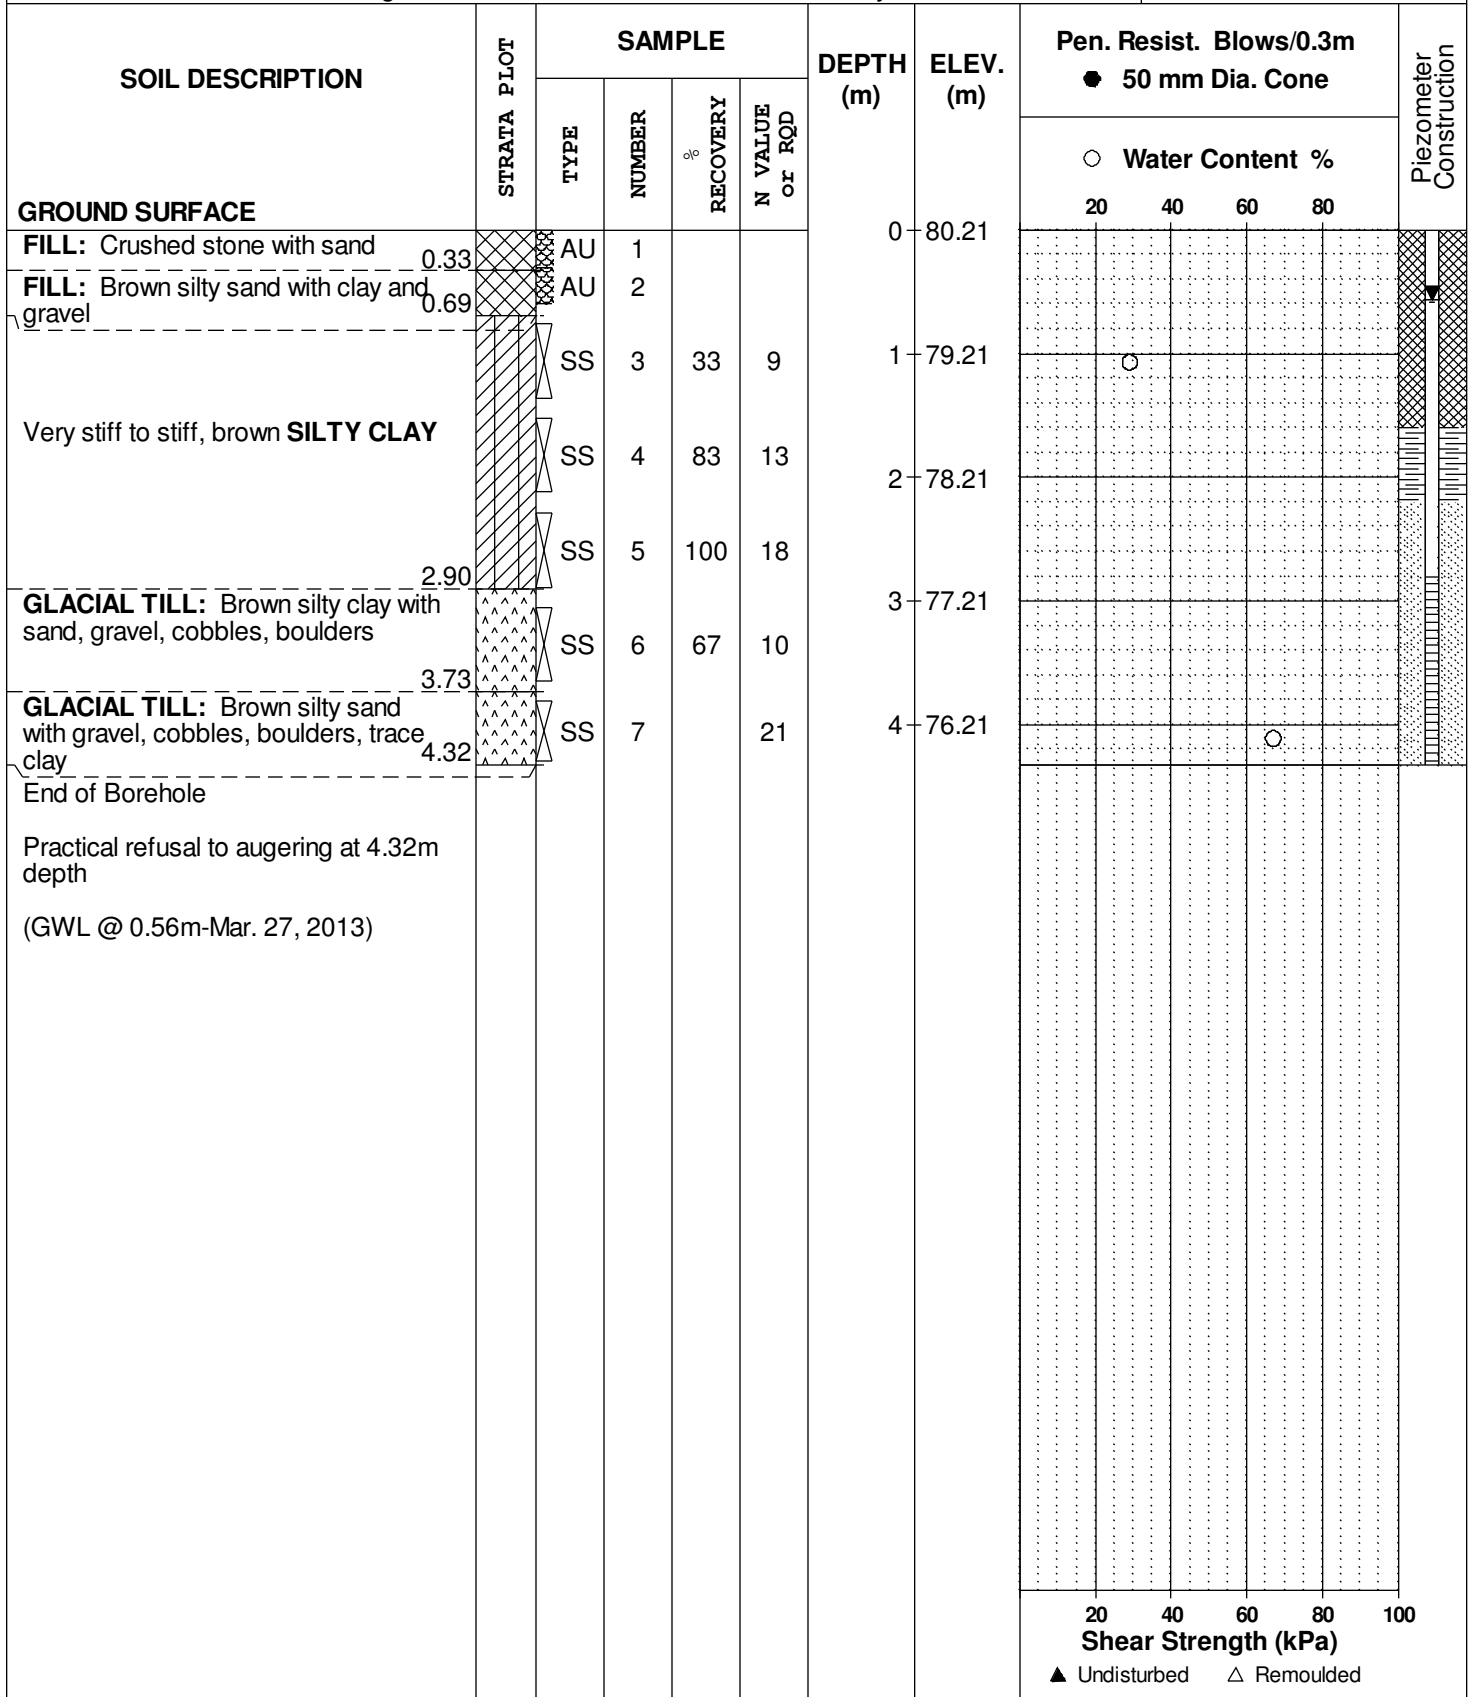 SOIL DESCRIPTION
GROUND SURFACE
STRATA PLOT
SAMPLE
TYPE
NUMBER
% RECOVERY
N VALUE or RQD
DEPTH (m)
ELEV. (m)
Pen. Resist. Blows/0.3m
● 50 mm Dia. Cone
○ Water Content %
20 40 60 80
Piezometer Construction
0 80.21
FILL: Crushed stone with sand 0.33
AU 1
FILL: Brown silty sand with clay and
gravel 0.69
AU 2
SS 3 33 9
1 79.21
Very stiff to stiff, brown SILTY CLAY
SS 4 83 13
2 78.21
SS 5 100 18
2.90
GLACIAL TILL: Brown silty clay with
sand, gravel, cobbles, boulders
3 77.21
SS 6 67 10
3.73
GLACIAL TILL: Brown silty sand
with gravel, cobbles, boulders, trace
clay 4.32
SS 7 21
4 76.21
End of Borehole
Practical refusal to augering at 4.32m
depth
(GWL @ 0.56m-Mar. 27, 2013)
20 40 60 80 100
Shear Strength (kPa)
▲ Undisturbed △ Remoulded